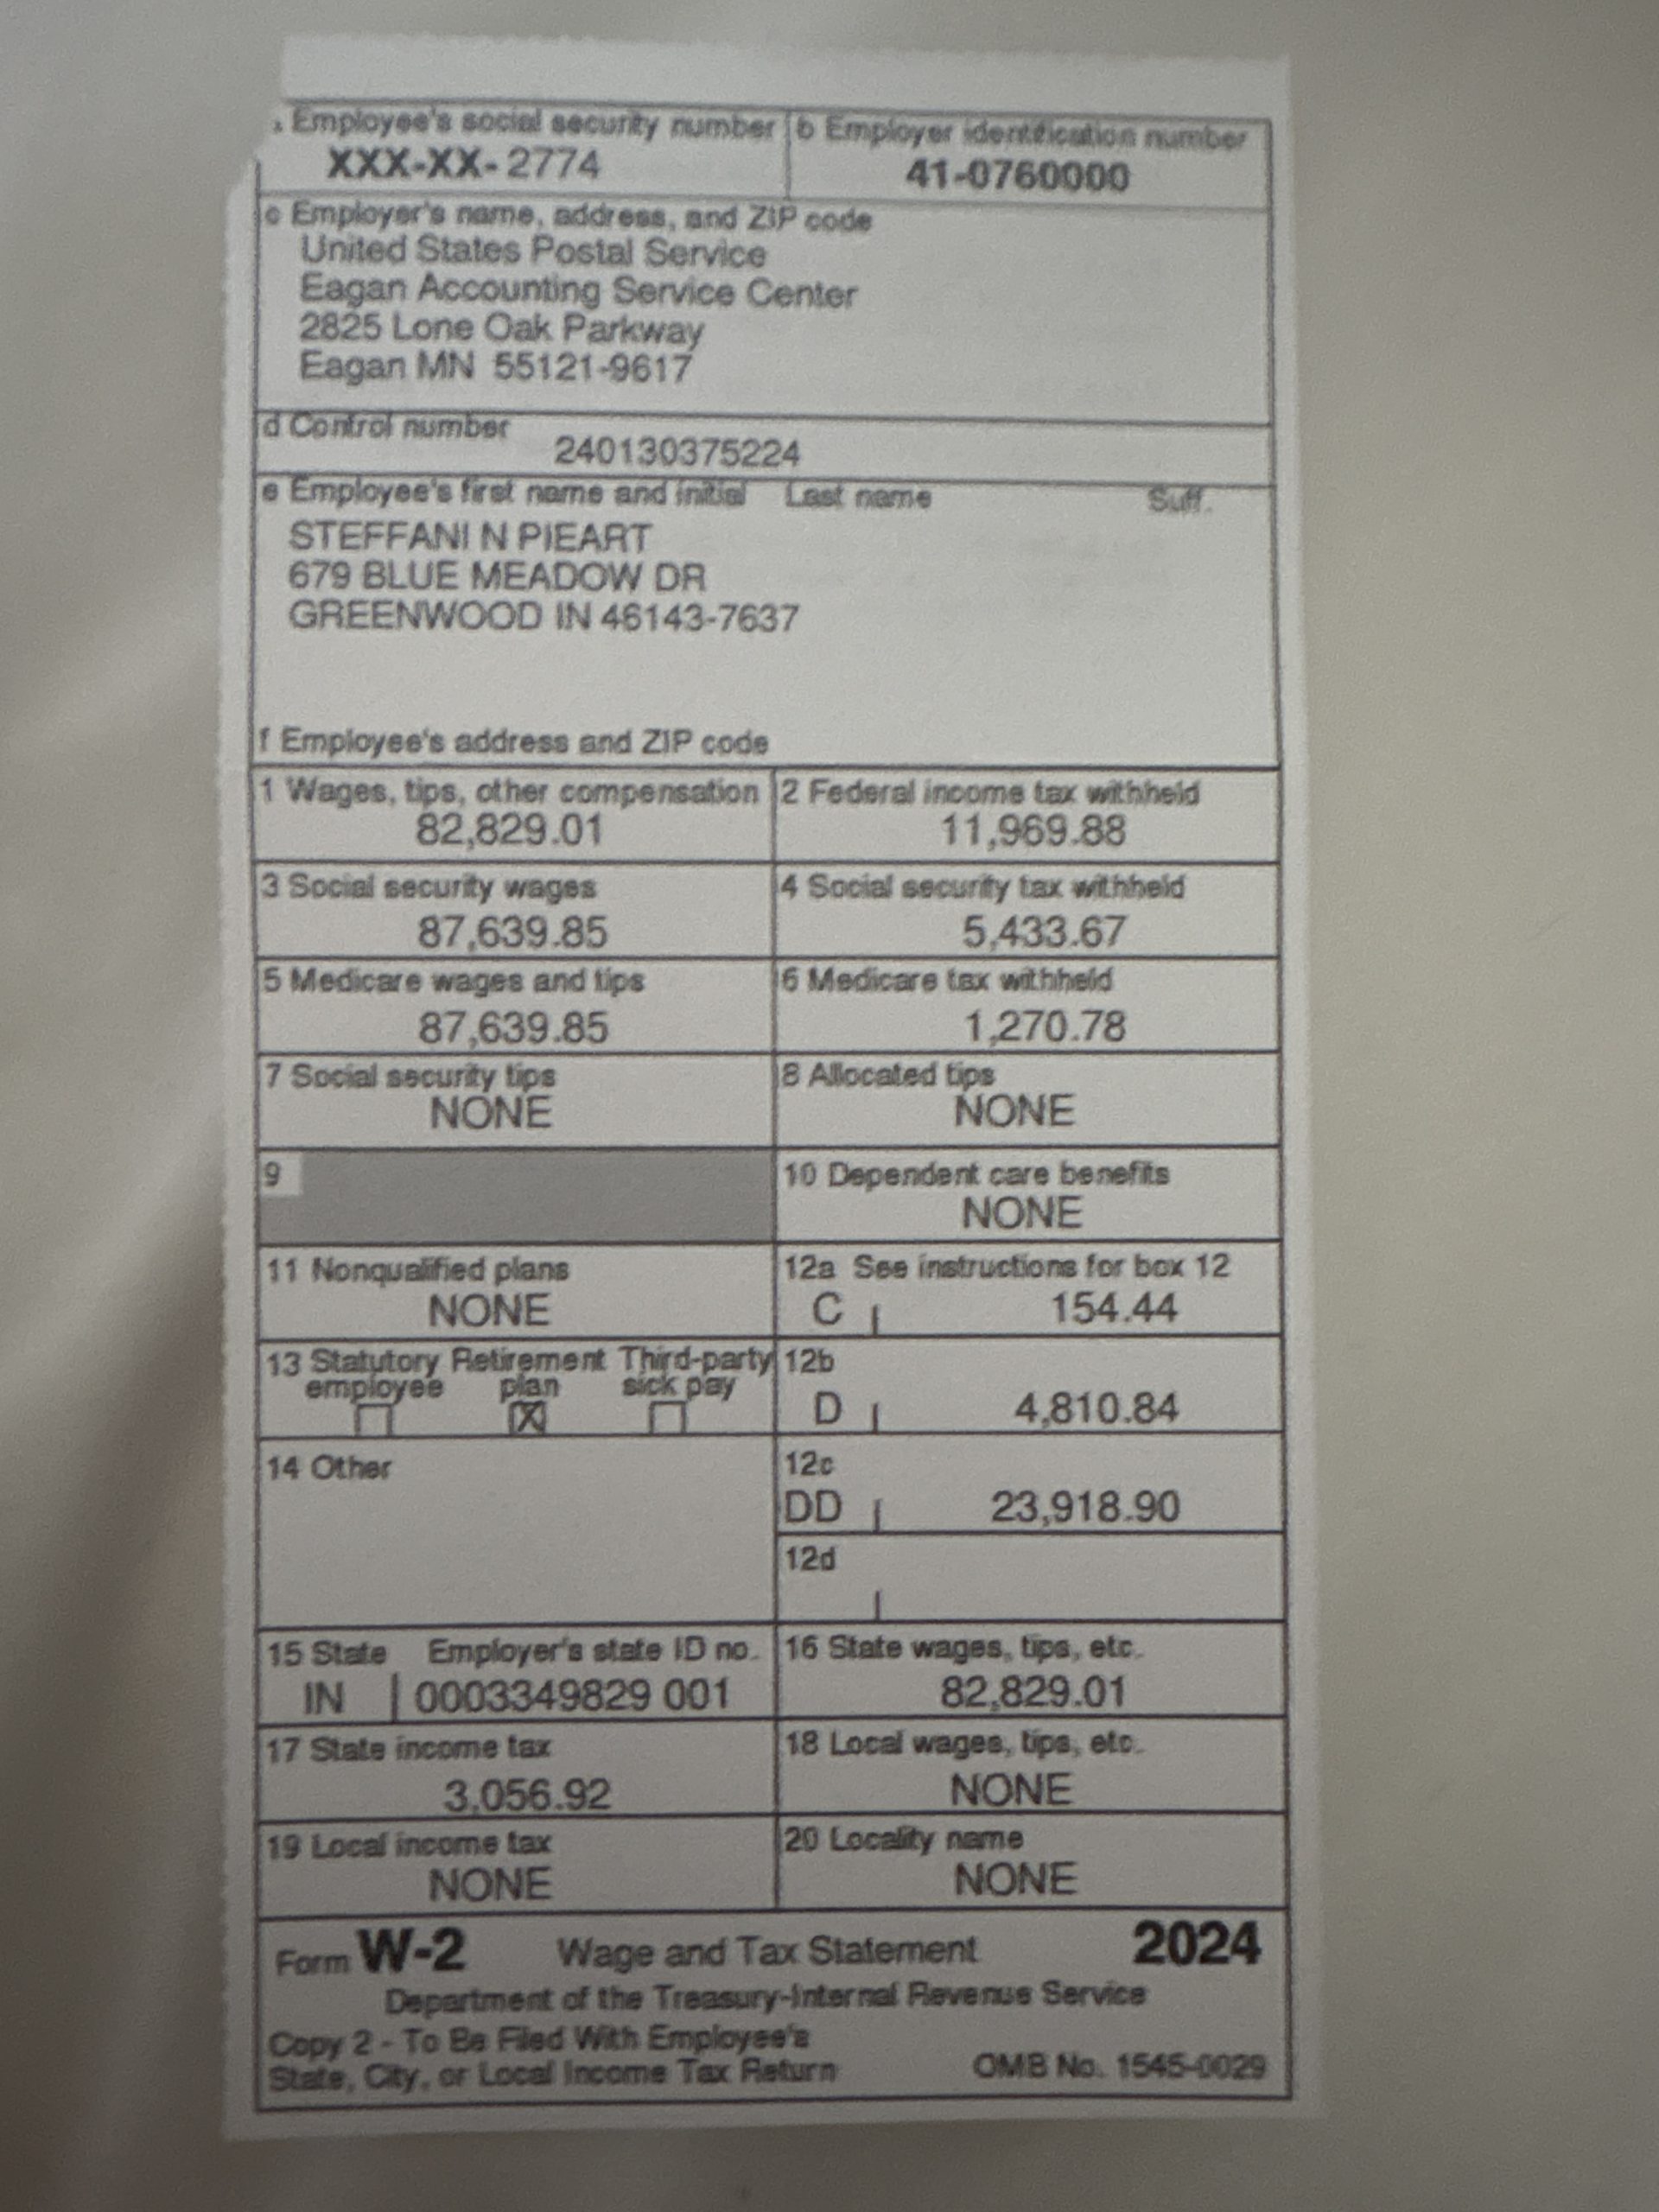 Employee's social security number b Employer identification number
XXX-XX-2774 41-0760000
c Employer's name, address, and ZIP code
United States Postal Service
Eagan Accounting Service Center
2825 Lone Oak Parkway
Eagan MN 55121-9617
d Control number
240130375224
e Employee's first name and initial Last name Suff.
STEFFANI N PIEART
679 BLUE MEADOW DR
GREENWOOD IN 46143-7637
f Employee's address and ZIP code
1 Wages, tips, other compensation 2 Federal income tax withheld
82,829.01 11,969.88
3 Social security wages 4 Social security tax withheld
87,639.85 5,433.67
5 Medicare wages and tips 6 Medicare tax withheld
87,639.85 1,270.78
7 Social security tips 8 Allocated tips
NONE NONE
9 10 Dependent care benefits
NONE
11 Nonqualified plans 12a See instructions for box 12
NONE C 154.44
13 Statutory Retirement Third-party 12b
employee plan sick pay
X D 4,810.84
14 Other 12c
DD 23,918.90
12d
15 State Employer's state ID no. 16 State wages, tips, etc.
IN 0003349829 001 82,829.01
17 State income tax 18 Local wages, tips, etc.
3,056.92 NONE
19 Local income tax 20 Locality name
NONE NONE
Form W-2 Wage and Tax Statement 2024
Department of the Treasury-Internal Revenue Service
Copy 2 - To Be Filed With Employee's
State, City, or Local Income Tax Return OMB No. 1545-0029